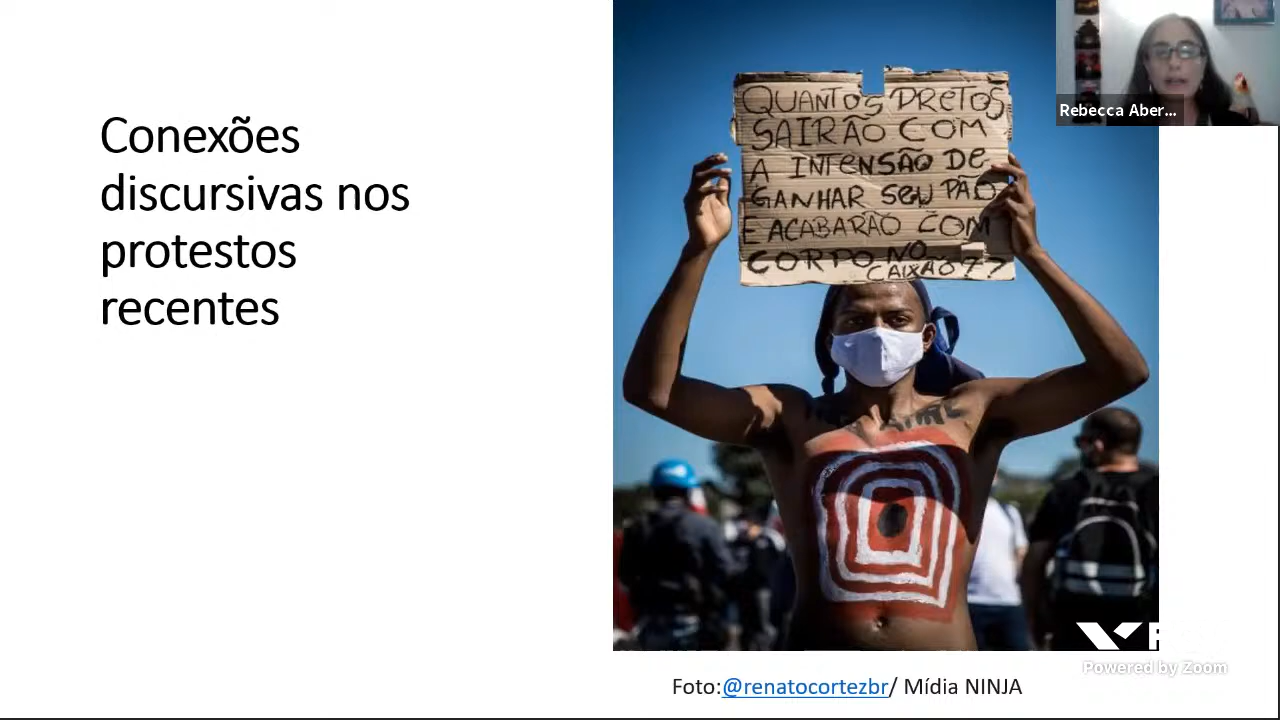 Conexões
discursivas nos
protestos
recentes
QUANTOS PRETOS
SAIRÃO COM
A INTENSÃO DE
GANHAR SEU PÃO
E ACABARÃO COM
CORPO NO
CAIXÃO??
Rebecca Aber...
Powered by Zoom
Foto:@renatocortezbr/ Mídia NINJA